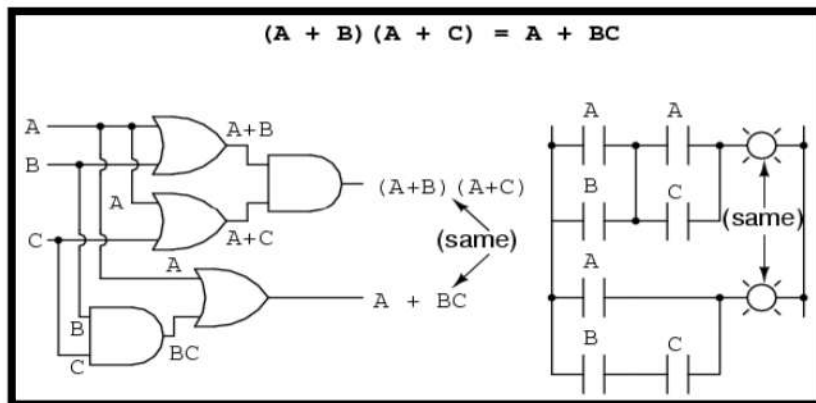 (A + B)(A + C) = A + BC
A
A+B
B
A
A+C
C
(A+B)(A+C)
(same)
A
A + BC
B
C
BC
A
A
B
C
(same)
A
B
C